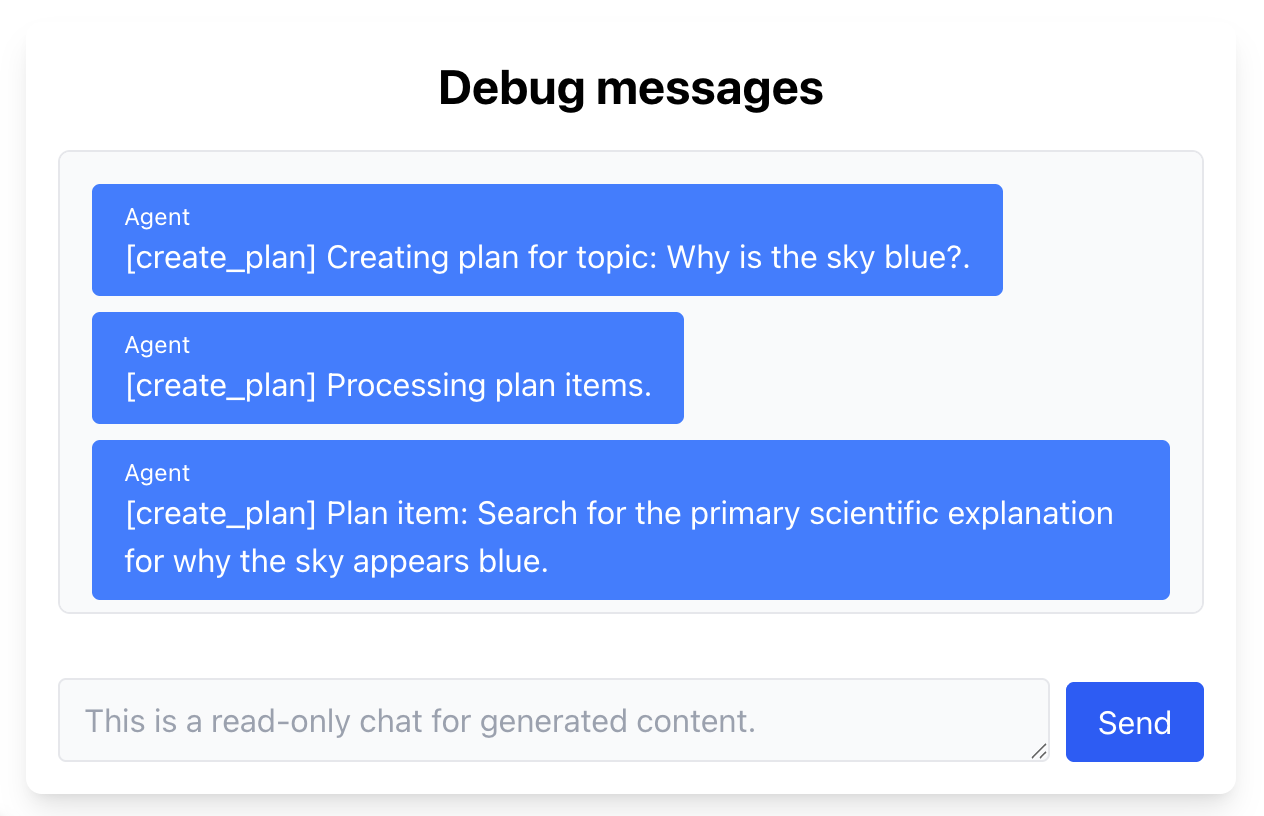 Debug messages
Agent
[create_plan] Creating plan for topic: Why is the sky blue?.
Agent
[create_plan] Processing plan items.
Agent
[create_plan] Plan item: Search for the primary scientific explanation
for why the sky appears blue.
This is a read-only chat for generated content.
Send